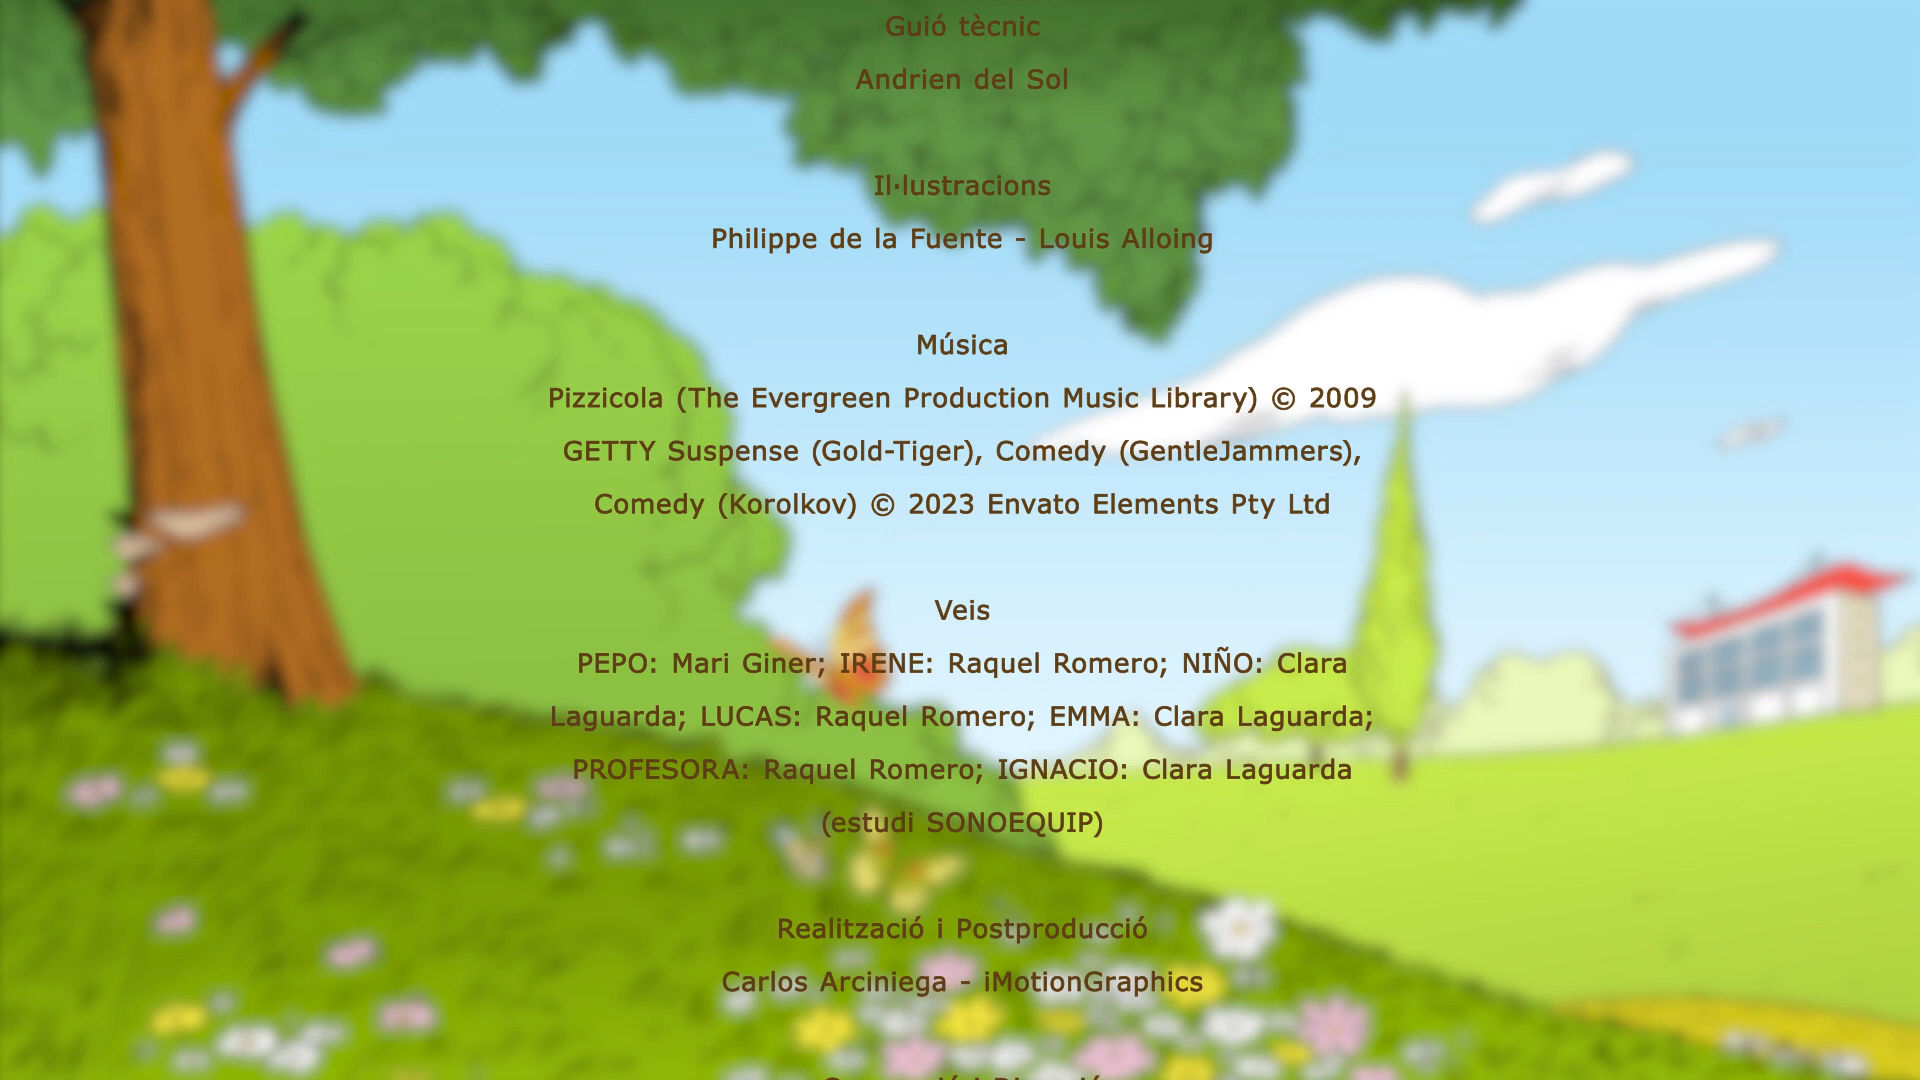 Guió tècnic
Andrien del Sol
Il·lustracions
Philippe de la Fuente - Louis Alloing
Música
Pizzicola (The Evergreen Production Music Library) © 2009
GETTY Suspense (Gold-Tiger), Comedy (GentleJammers),
Comedy (Korolkov) © 2023 Envato Elements Pty Ltd
Veis
PEPO: Mari Giner; IRENE: Raquel Romero; NIÑO: Clara
Laguarda; LUCAS: Raquel Romero; EMMA: Clara Laguarda;
PROFESORA: Raquel Romero; IGNACIO: Clara Laguarda
(estudi SONOEQUIP)
Realització i Postproducció
Carlos Arciniega - iMotionGraphics